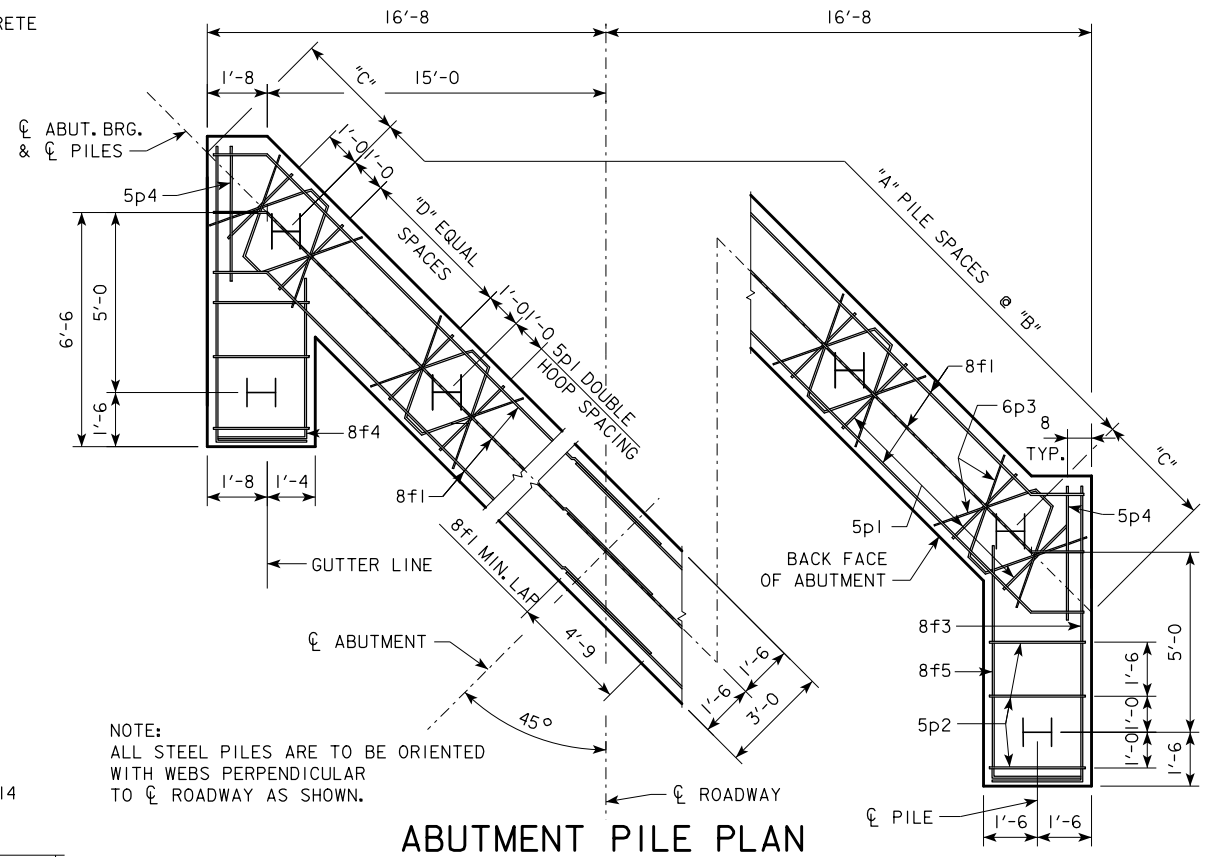 RETE
16'-8
16'-8
1'-8
15'-0
"C"
℄ ABUT. BRG.
& ℄ PILES
5p4
1'-0
1'-0
"D" EQUAL
SPACES
"A" PILE SPACES @ "B"
6'-6
5'-0
1'-6
1'-0
1'-0
5p1 DOUBLE
HOOP SPACING
8f1
6p3
8
TYP.
"C"
8f4
8f1
1'-8
1'-4
5p1
5p4
GUTTER LINE
8f1 MIN. LAP
4'-9
BACK FACE
OF ABUTMENT
8f3
8f5
5'-0
1'-6
1'-0
1'-0
1'-6
℄ ABUTMENT
1'-6
1'-6
3'-0
5p2
45°
NOTE:
ALL STEEL PILES ARE TO BE ORIENTED
WITH WEBS PERPENDICULAR
TO ℄ ROADWAY AS SHOWN.
14
℄ ROADWAY
℄ PILE
1'-6
1'-6
ABUTMENT PILE PLAN